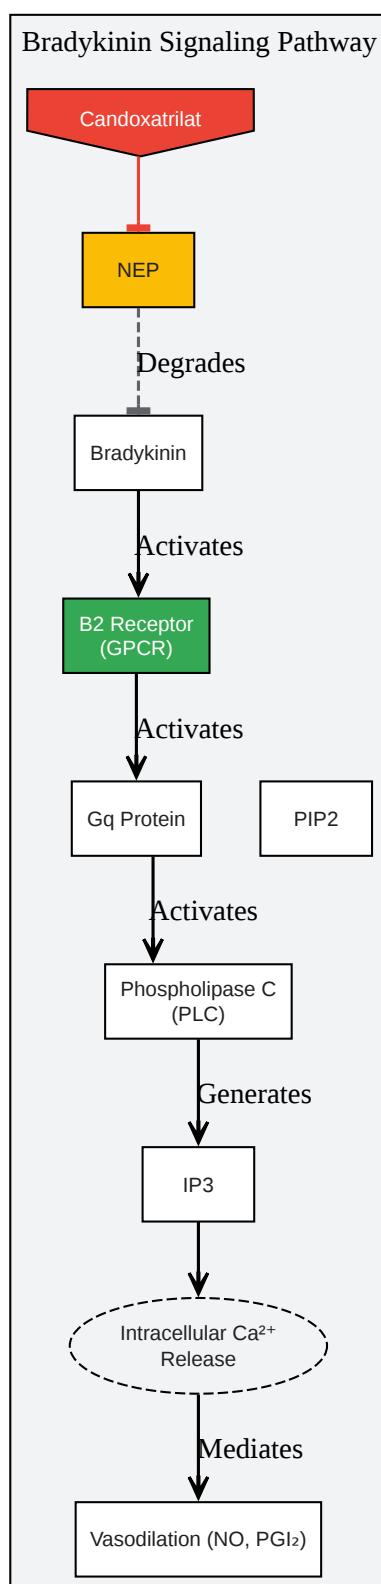 Bradykinin Signaling Pathway
Candoxatrilat
NEP
Degrades
Bradykinin
Activates
B2 Receptor
(GPCR)
Activates
Gq Protein
PIP2
Activates
Phospholipase C
(PLC)
Generates
IP3
Intracellular Ca²⁺
Release
Mediates
Vasodilation (NO, PGI₂)